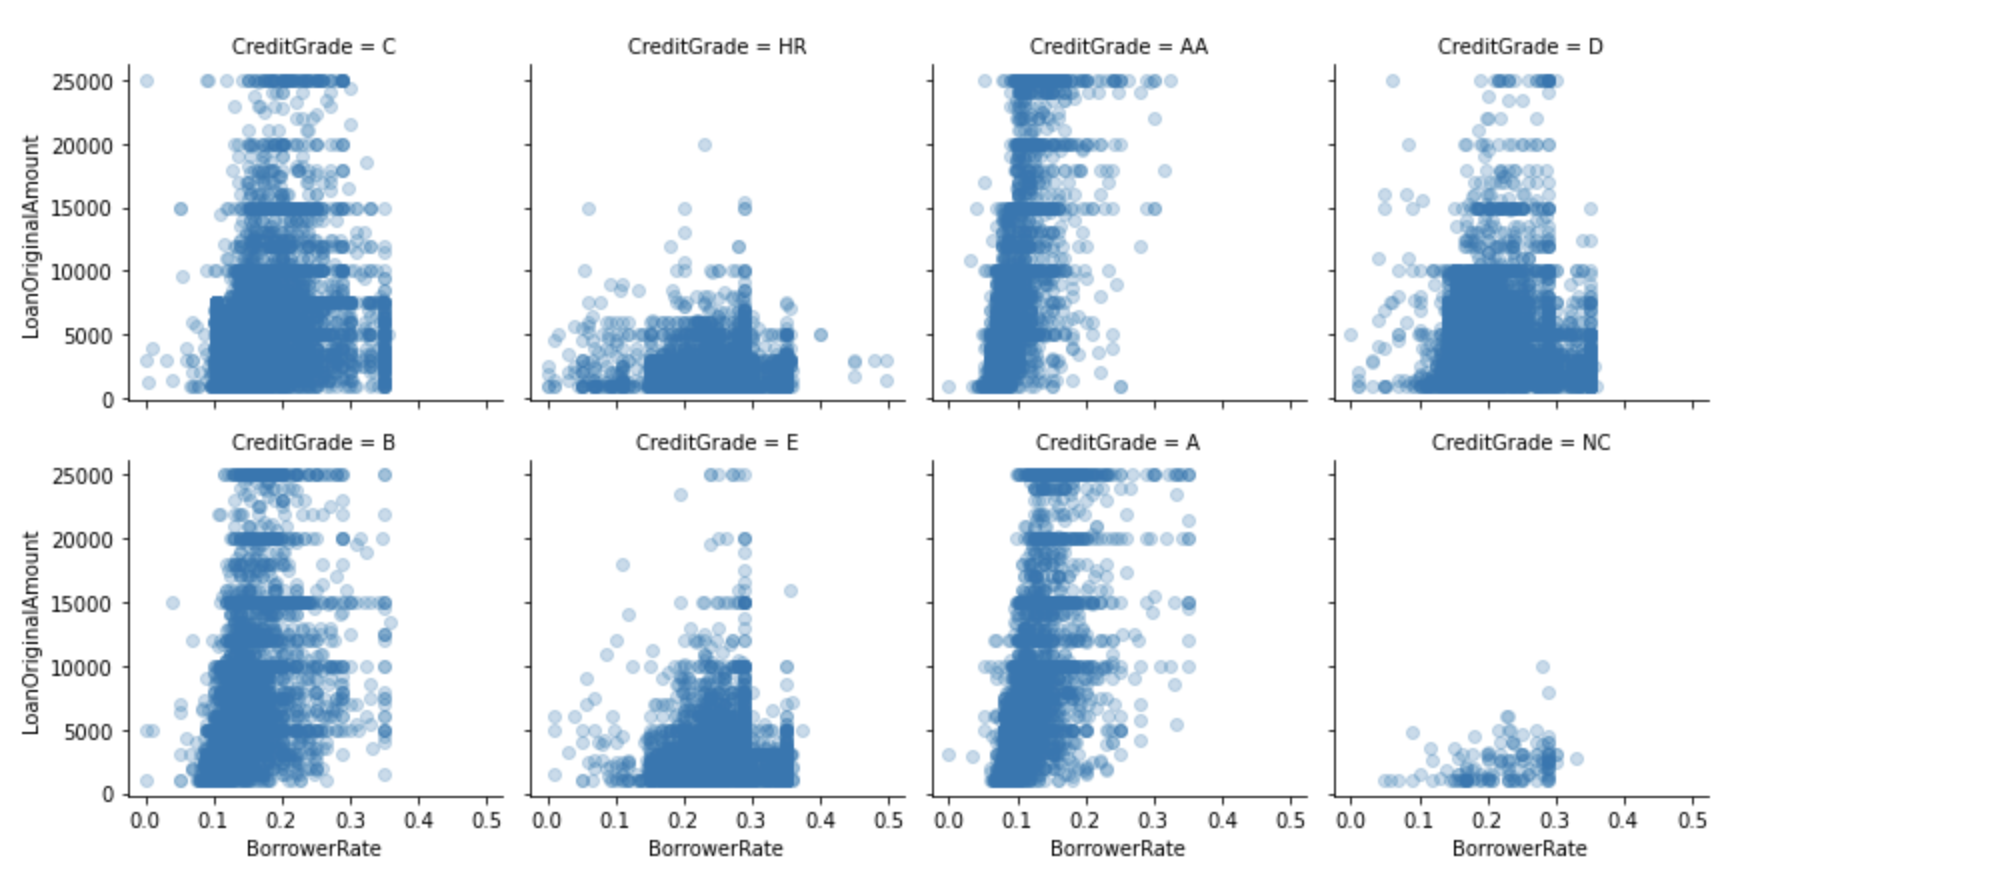 CreditGrade = C
CreditGrade = HR
CreditGrade = AA
CreditGrade = D
LoanOriginalAmount
25000
20000
15000
10000
5000
0
CreditGrade = B
CreditGrade = E
CreditGrade = A
CreditGrade = NC
LoanOriginalAmount
25000
20000
15000
10000
5000
0
0.0 0.1 0.2 0.3 0.4 0.5
BorrowerRate
0.0 0.1 0.2 0.3 0.4 0.5
BorrowerRate
0.0 0.1 0.2 0.3 0.4 0.5
BorrowerRate
0.0 0.1 0.2 0.3 0.4 0.5
BorrowerRate